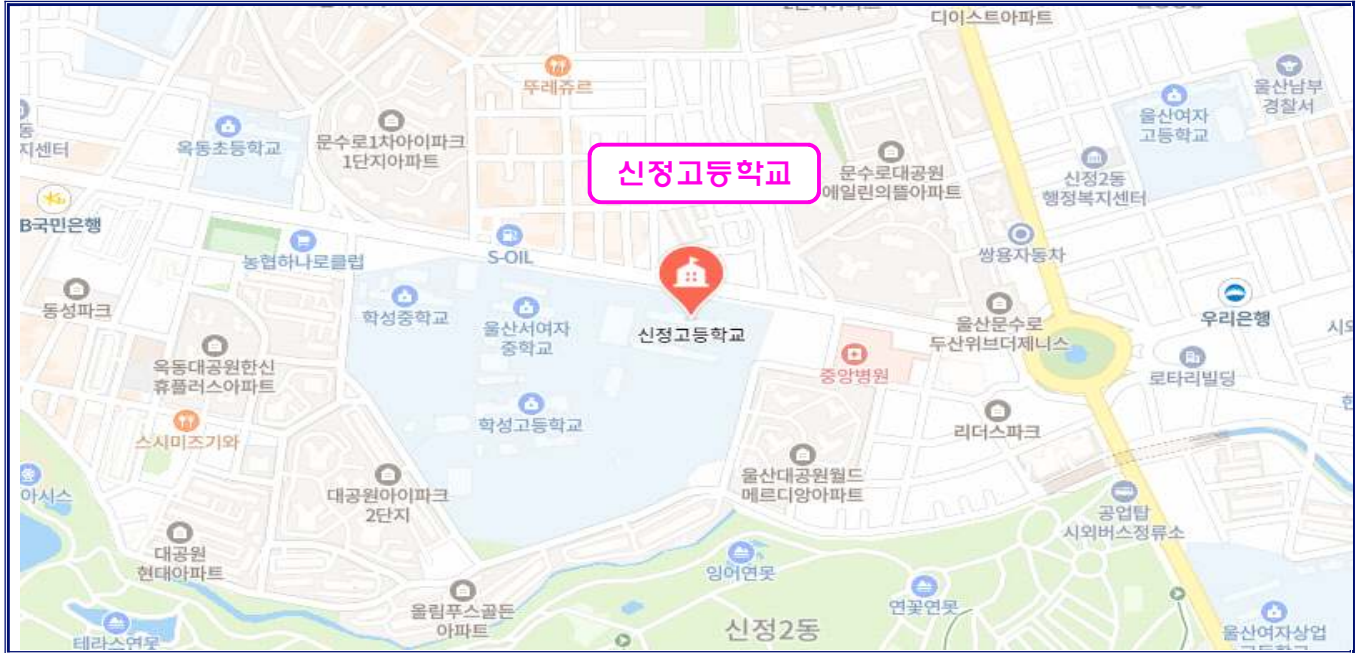 디이스트아파트
뚜레쥬르
울산남부
경찰서
울산여자
고등학교
지센터
옥동초등학교
문수로1차아이파크
1단지아파트
신정고등학교
문수로대공원
에일린의뜰아파트
신정2동
행정복지센터
B국민은행
농협하나로클럽
S-OIL
쌍용자동차
동성파크
학성중학교
울산서여자
중학교
신정고등학교
울산문수로
두산위브더제니스
우리은행
옥동대공원한신
휴플러스아파트
중앙병원
로타리빌딩
스시미즈기와
학성고등학교
리더스파크
아시스
대공원아이파크
2단지
울산대공원월드
메르디앙아파트
공업탑
시외버스정류소
대공원
현대아파트
잉어연못
올림푸스골든
아파트
연꽃연못
테라스연못
신정2동
울산여자상업